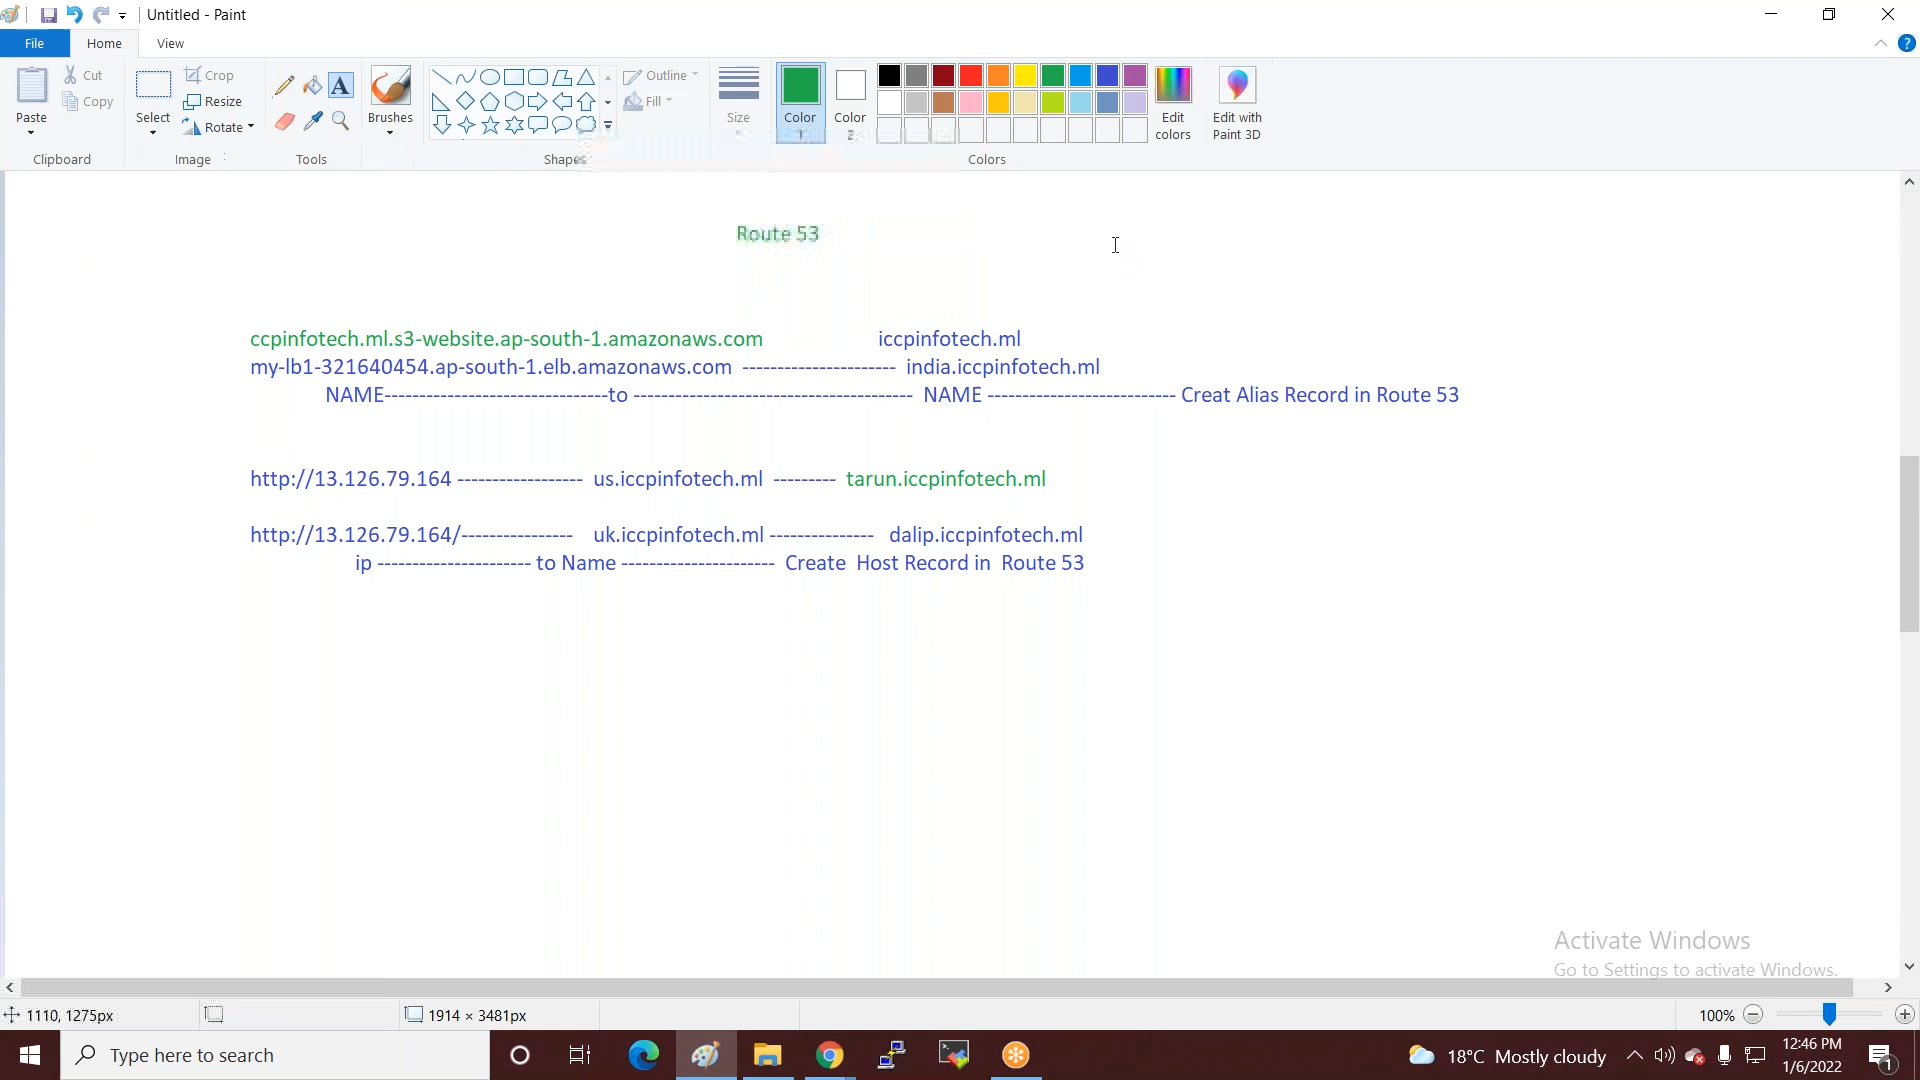 Untitled - Paint
File Home View
Paste
Cut
Copy
Clipboard
Select
Crop
Resize
Rotate
Image
Tools
Brushes
Shapes
Outline
Fill
Size
Color
1
Color
2
Edit
colors
Edit with
Paint 3D
Colors
Route 53
ccpinfotech.ml.s3-website.ap-south-1.amazonaws.com iccpinfotech.ml
my-lb1-321640454.ap-south-1.elb.amazonaws.com ---------------------- india.iccpinfotech.ml
NAME--------------------------------to ---------------------------------------- NAME --------------------------- Creat Alias Record in Route 53
http://13.126.79.164 ------------------ us.iccpinfotech.ml --------- tarun.iccpinfotech.ml
http://13.126.79.164/---------------- uk.iccpinfotech.ml --------------- dalip.iccpinfotech.ml
ip ---------------------- to Name ---------------------- Create Host Record in Route 53
Activate Windows
Go to Settings to activate Windows.
1110, 1275px
1914 × 3481px
100%
Type here to search
18°C Mostly cloudy
12:46 PM
1/6/2022
1